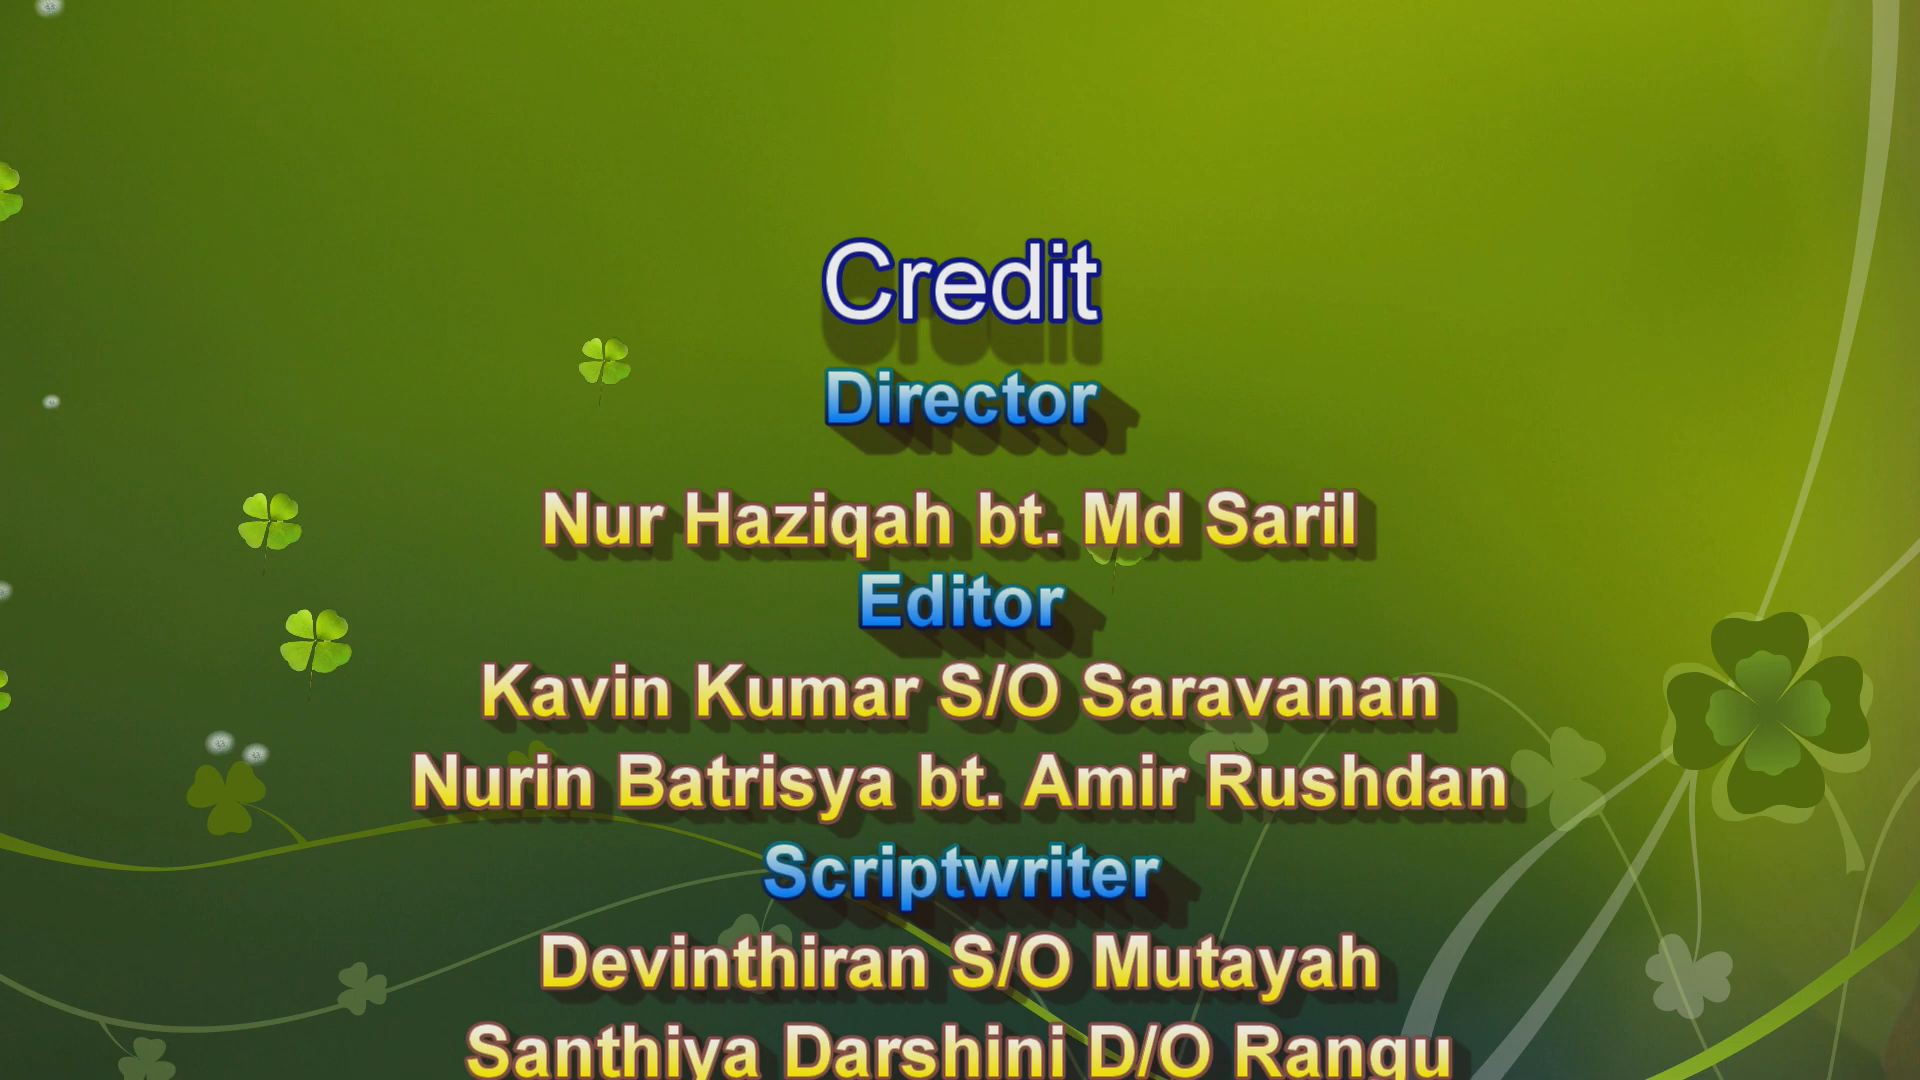 Credit
Director
Nur Haziqah bt. Md Saril
Editor
Kavin Kumar S/O Saravanan
Nurin Batrisya bt. Amir Rushdan
Scriptwriter
Devinthiran S/O Mutayah
Santhiya Darshini D/O Rangu